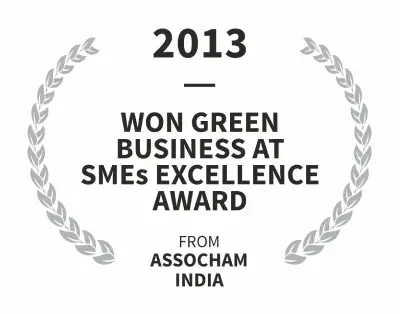 2013
WON GREEN
BUSINESS AT
SMEs EXCELLENCE
AWARD
FROM
ASSOCHAM
INDIA